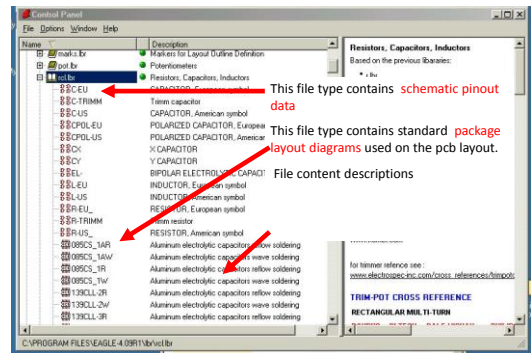 Control Panel
File Options Window Help
Name Description
marks.lbr Markers for Layout Outline Definition
pot.lbr Potentiometers
rcl.lbr Resistors, Capacitors, Inductors
C-EU CAPACITOR, European symbol
C-TRIMM Trimm capacitor
C-US CAPACITOR, American symbol
CPOL-EU POLARIZED CAPACITOR, European
CPOL-US POLARIZED CAPACITOR, American
CX X CAPACITOR
CY Y CAPACITOR
EL- BIPOLAR ELECTROLYTIC CAPACIT
L-EU INDUCTOR, European symbol
L-US INDUCTOR, American symbol
R-EU_ RESISTOR, European symbol
R-TRIMM Trimm resistor
R-US_ RESISTOR, American symbol
085CS_1AR Aluminum electrolytic capacitors reflow soldering
085CS_1AW Aluminum electrolytic capacitors wave soldering
085CS_1R Aluminum electrolytic capacitors reflow soldering
085CS_1W Aluminum electrolytic capacitors wave soldering
139CLL-2R Aluminum electrolytic capacitors reflow soldering
139CLL-2W Aluminum electrolytic capacitors wave soldering
139CLL-3R Aluminum electrolytic capacitors reflow soldering
Resistors, Capacitors, Inductors
Based on the previous libraries:
This file type contains schematic pinout
data
This file type contains standard package
layout diagrams used on the pcb layout.
File content descriptions
for trimmer refence see :
www.electrospec-inc.com/cross_references/trimpotc
TRIM-POT CROSS REFERENCE
RECTANGULAR MULTI-TURN
C:\PROGRAM FILES\EAGLE-4.09R1\lbr\rcl.lbr